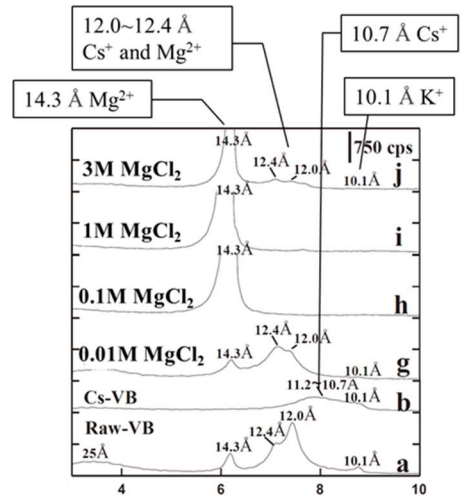 12.0~12.4 Å
Cs⁺ and Mg²⁺
10.7 Å Cs⁺
14.3 Å Mg²⁺
10.1 Å K⁺
14.3Å
750 cps
3M MgCl₂
12.4Å
12.0Å
10.1Å
j
14.3Å
1M MgCl₂
i
14.3Å
0.1M MgCl₂
h
12.4Å
12.0Å
0.01M MgCl₂
14.3Å
10.1Å
g
11.2~10.7Å
Cs-VB
10.1Å
b
Raw-VB
12.0Å
12.4Å
25Å
14.3Å
10.1Å
a
4
6
8
10